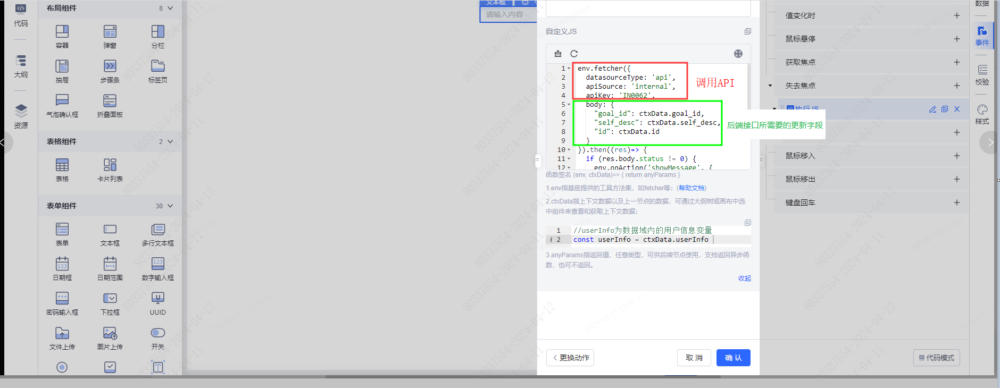 代码
大纲
资源
布局组件 8
容器 弹窗 分栏
抽屉 步骤条 标签页
气泡确认框 折叠面板
表格组件 2
表格 卡片列表
表单组件 30
表单 文本框 多行文本框
日期框 日期范围 数字输入框
密码输入框 下拉框 UUID
文件上传 图片上传 开关
文本框
请输入内容
自定义JS
1 env.fetcher({
2 datasourceType: 'api',
3 apiSource: 'internal',
4 apiKey: 'IN0062',
5 body: {
6 "goal_id": ctxData.goal_id,
7 "self_desc": ctxData.self_desc,
8 "id": ctxData.id
9 }
10 }).then((res)=> {
11 if (res.body.status != 0) {
12 env.onAction('showMessage', {
调用API
后端接口所需要的更新字段
函数签名 (env, ctxData)=> { return anyParams }
1.env指基座提供的工具方法集，如fetcher等；(帮助文档)
2.ctxData指上下文数据以及上一节点的数据，可通过大纲树或画布中选
中组件来查看和获取上下文数据；
1 //userInfo为数据域内的用户信息变量
i 2 const userInfo = ctxData.userInfo
3.anyParams指返回值，任意类型，可供后续节点使用，支持返回异步函
数，也可不返回。
收起
更换动作
取 消
确 认
值变化时
鼠标悬停
获取焦点
失去焦点
执行JS
鼠标移入
鼠标移出
键盘回车
代码模式
数据
事件
校验
样式
80337554-2024-04-12